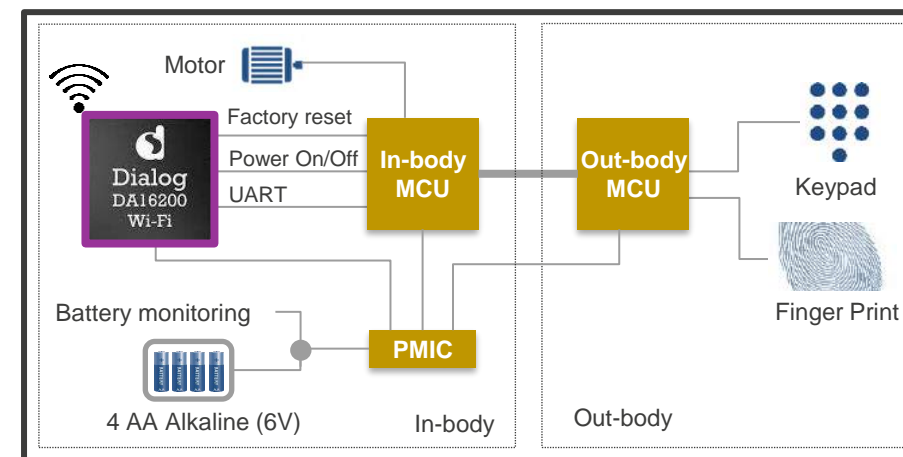 Motor
Factory reset
Power On/Off
UART
Dialog
DA16200
Wi-Fi
In-body
MCU
Out-body
MCU
Keypad
Finger Print
Battery monitoring
PMIC
4 AA Alkaline (6V)
In-body
Out-body